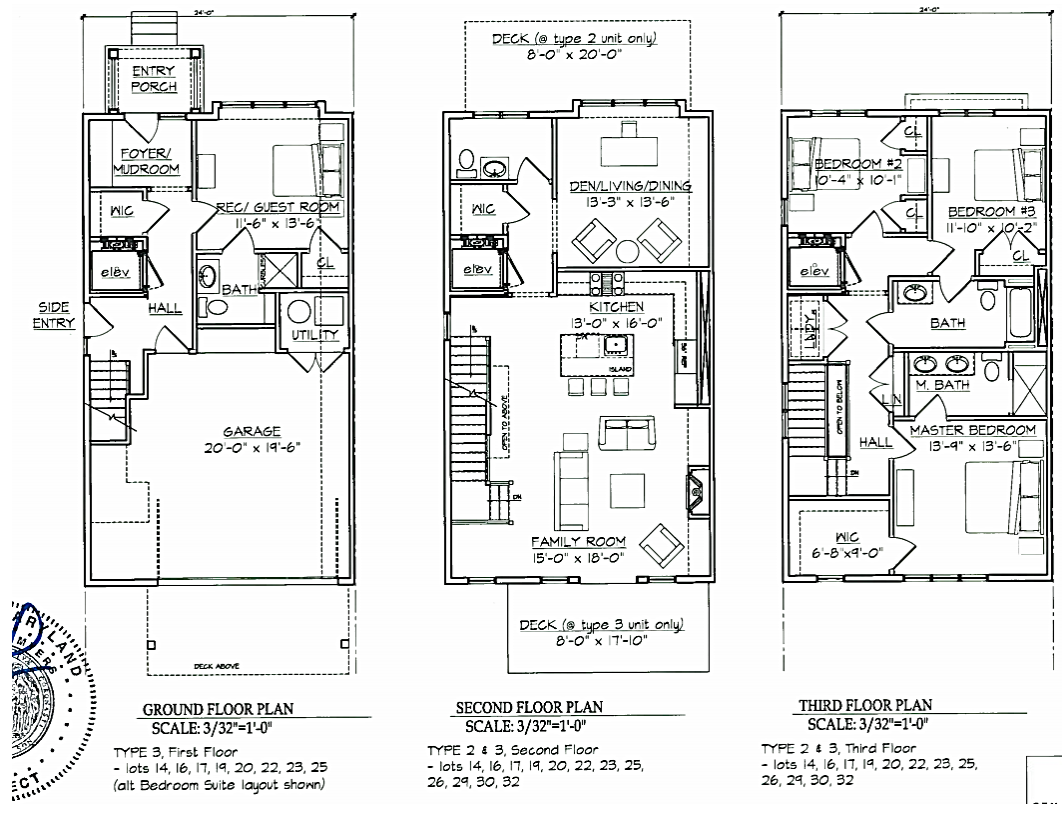 24'-0"
ENTRY
PORCH
FOYER/
MUDROOM
WIC
REC/ GUEST ROOM
11'-6" x 13'-6
elev
BATH
CL
HALL
SIDE
ENTRY
UTILITY
GARAGE
20'-0" x 19'-6"
DECK ABOVE
GROUND FLOOR PLAN
SCALE: 3/32"=1'-0"
TYPE 3, First Floor
- lots 14, 16, 17, 19, 20, 22, 23, 25
(alt Bedroom Suite layout shown)
DECK (@ type 2 unit only)
8'-0" x 20'-0"
DEN/LIVING/DINING
13'-3" x 13'-6"
WIC
elev
KITCHEN
13'-0" x 16'-0"
ISLAND
OPEN TO ABOVE
DN
FAMILY ROOM
15'-0" x 18'-0"
DECK (@ type 3 unit only)
8'-0" x 17'-10"
SECOND FLOOR PLAN
SCALE: 3/32"=1'-0"
TYPE 2 & 3, Second Floor
- lots 14, 16, 17, 19, 20, 22, 23, 25,
26, 29, 30, 32
24'-0"
CL
BEDROOM #2
10'-4" x 10'-1"
CL
BEDROOM #3
11'-10" x 10'-2"
CL
elev
LNDY
BATH
M. BATH
LIN
OPEN TO BELOW
HALL
MASTER BEDROOM
13'-9" x 13'-6"
DN
WIC
6'-8"x9'-0"
THIRD FLOOR PLAN
SCALE: 3/32"=1'-0"
TYPE 2 & 3, Third Floor
- lots 14, 16, 17, 19, 20, 22, 23, 25,
26, 29, 30, 32